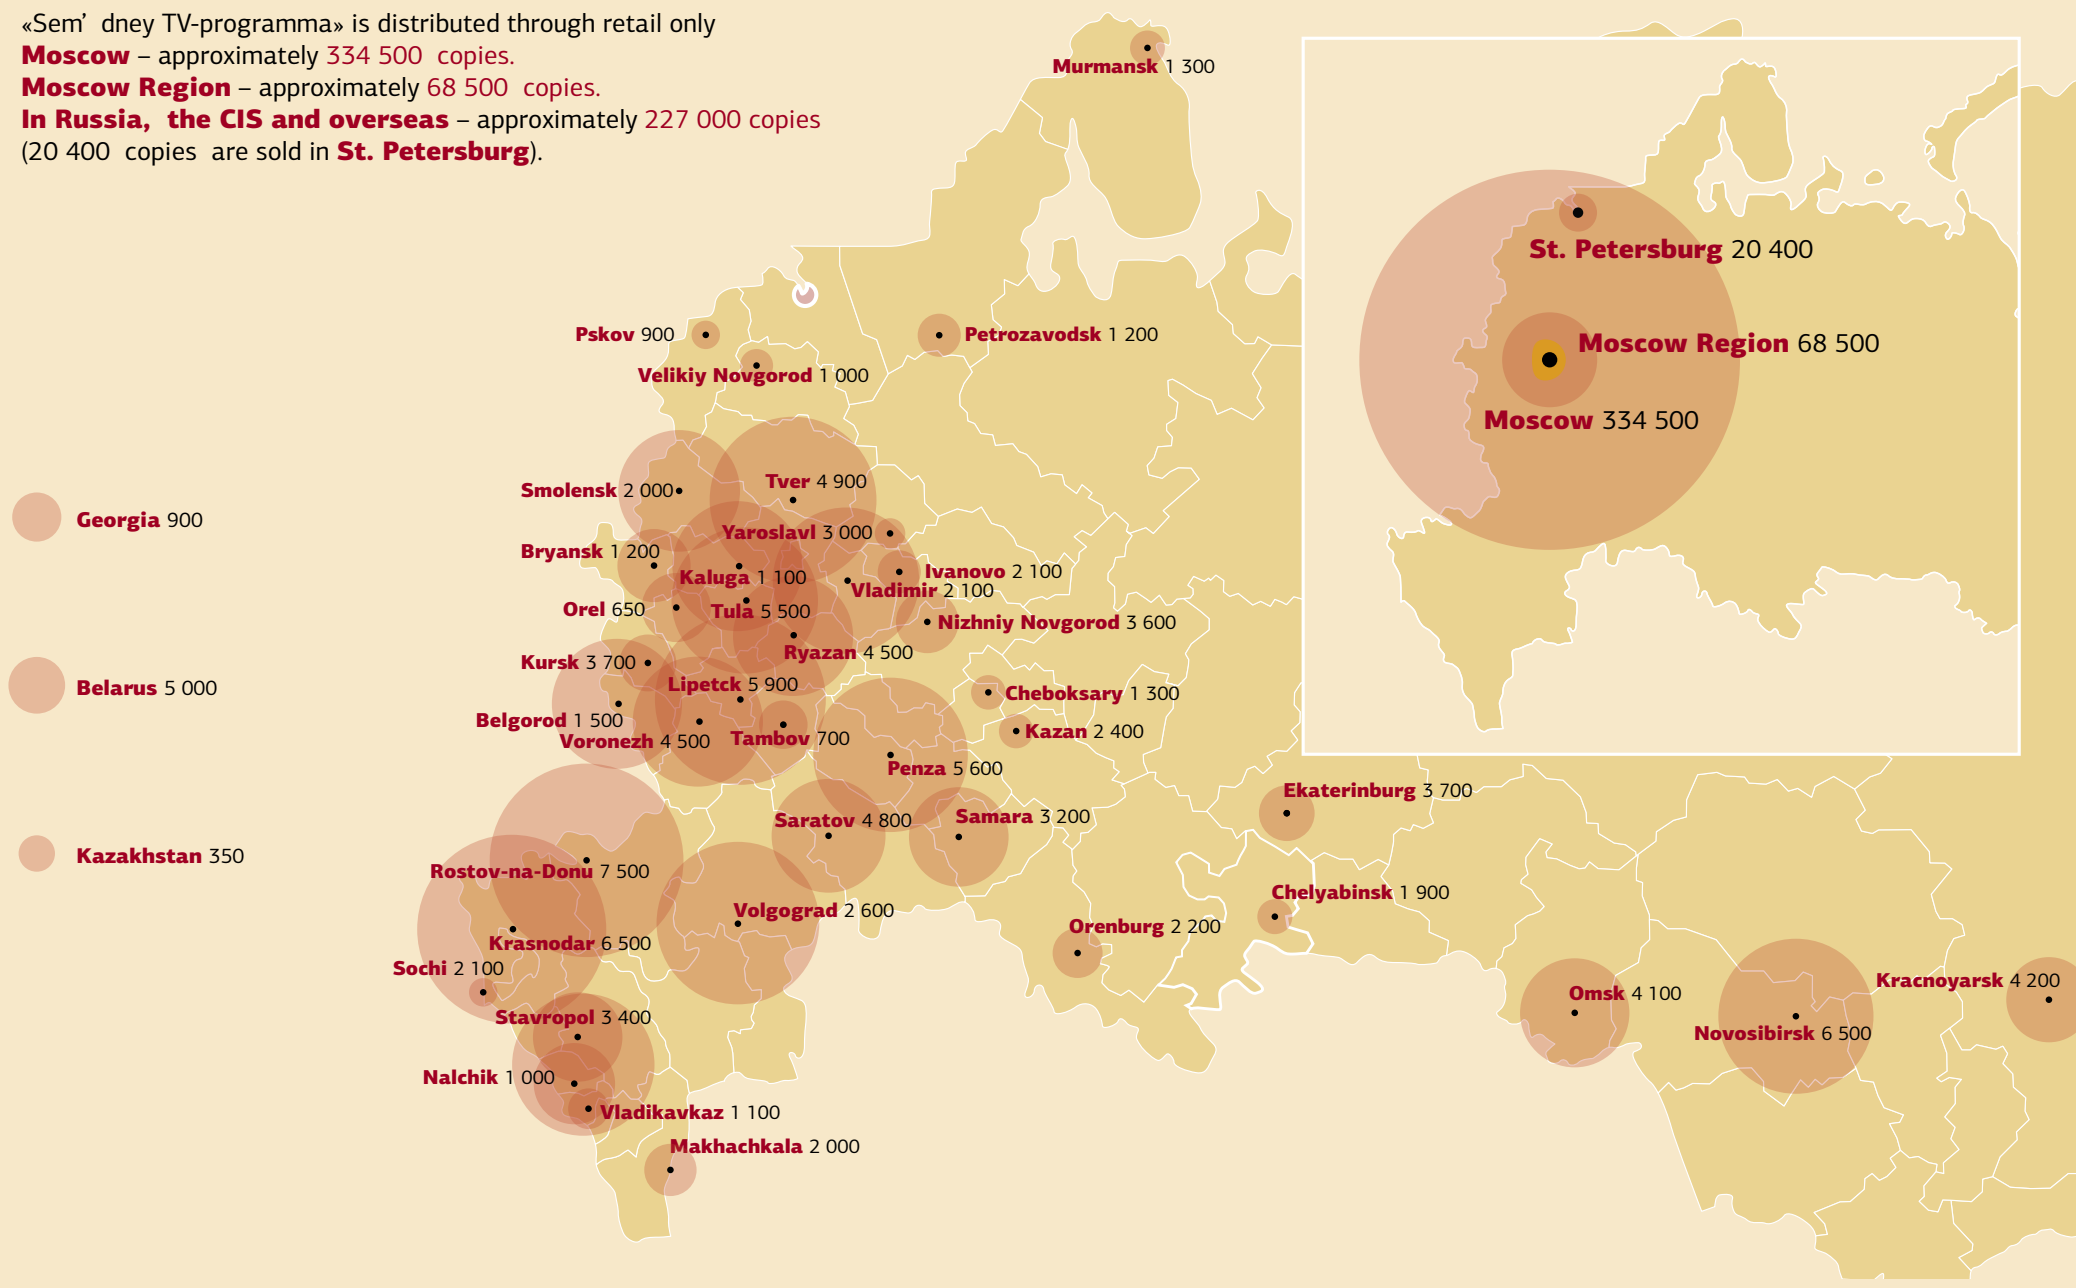 «Sem’ dney TV-programma» is distributed through retail only
Moscow – approximately 334 500 copies.
Moscow Region – approximately 68 500 copies.
In Russia, the CIS and overseas – approximately 227 000 copies
(20 400 copies are sold in St. Petersburg).
Murmansk 1 300
St. Petersburg 20 400
Moscow Region 68 500
Moscow 334 500
Pskov 900
Petrozavodsk 1 200
Velikiy Novgorod 1 000
Smolensk 2 000
Tver 4 900
Georgia 900
Yaroslavl 3 000
Bryansk 1 200
Ivanovo 2 100
Kaluga 1 100
Vladimir 2 100
Orel 650
Tula 5 500
Nizhniy Novgorod 3 600
Ryazan 4 500
Kursk 3 700
Lipetck 5 900
Belarus 5 000
Cheboksary 1 300
Belgorod 1 500
Kazan 2 400
Voronezh 4 500
Tambov 700
Penza 5 600
Ekaterinburg 3 700
Saratov 4 800
Samara 3 200
Kazakhstan 350
Rostov-na-Donu 7 500
Chelyabinsk 1 900
Volgograd 2 600
Orenburg 2 200
Krasnodar 6 500
Sochi 2 100
Kracnoyarsk 4 200
Omsk 4 100
Stavropol 3 400
Novosibirsk 6 500
Nalchik 1 000
Vladikavkaz 1 100
Makhachkala 2 000